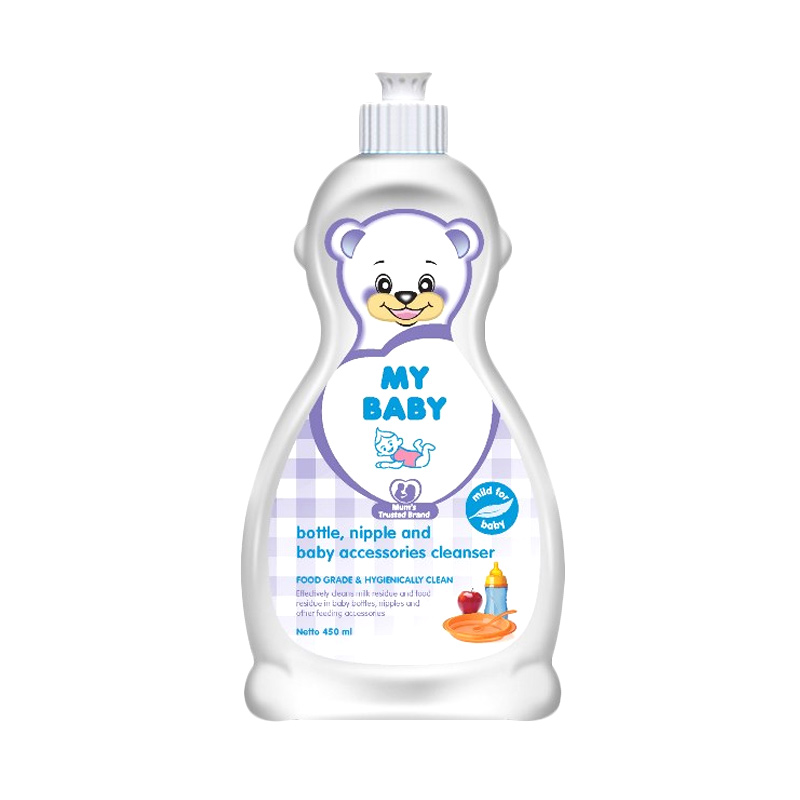 MY
BABY
Mum's
Trusted Brand
mild for
baby
bottle, nipple and
baby accessories cleanser
FOOD GRADE & HYGIENICALLY CLEAN
Effectively cleans milk residue and food
residue in baby bottles, nipples and
other feeding accessories
Netto 450 ml